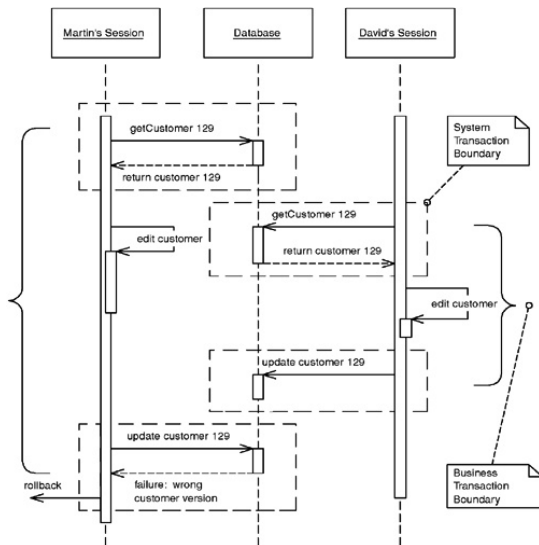 Martin's Session
Database
David's Session
getCustomer 129
return customer 129
System
Transaction
Boundary
getCustomer 129
edit customer
return customer 129
edit customer
update customer 129
update customer 129
failure: wrong
customer version
rollback
Business
Transaction
Boundary